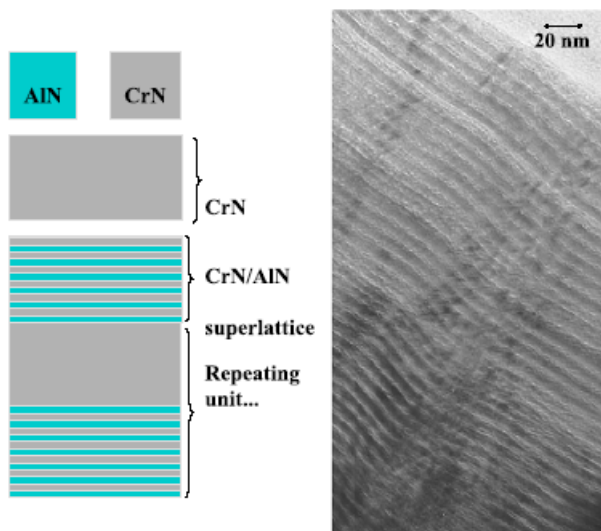 AlN
CrN
CrN
CrN/AlN
superlattice
Repeating
unit...
20 nm